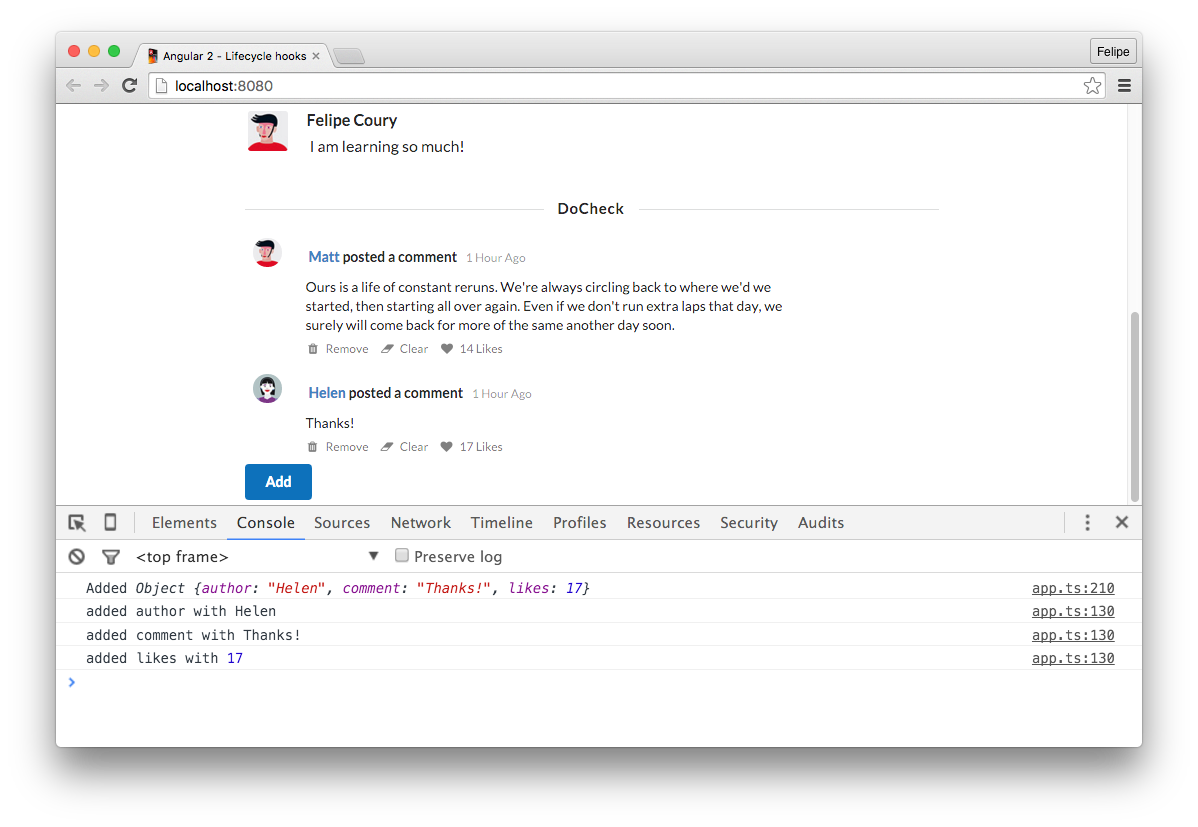 Angular 2 - Lifecycle hooks
Felipe
localhost:8080
Felipe Coury
I am learning so much!
DoCheck
Matt posted a comment 1 Hour Ago
Ours is a life of constant reruns. We're always circling back to where we'd we
started, then starting all over again. Even if we don't run extra laps that day, we
surely will come back for more of the same another day soon.
Remove Clear 14 Likes
Helen posted a comment 1 Hour Ago
Thanks!
Remove Clear 17 Likes
Add
Elements Console Sources Network Timeline Profiles Resources Security Audits
<top frame> Preserve log
Added Object {author: "Helen", comment: "Thanks!", likes: 17} app.ts:210
added author with Helen app.ts:130
added comment with Thanks! app.ts:130
added likes with 17 app.ts:130